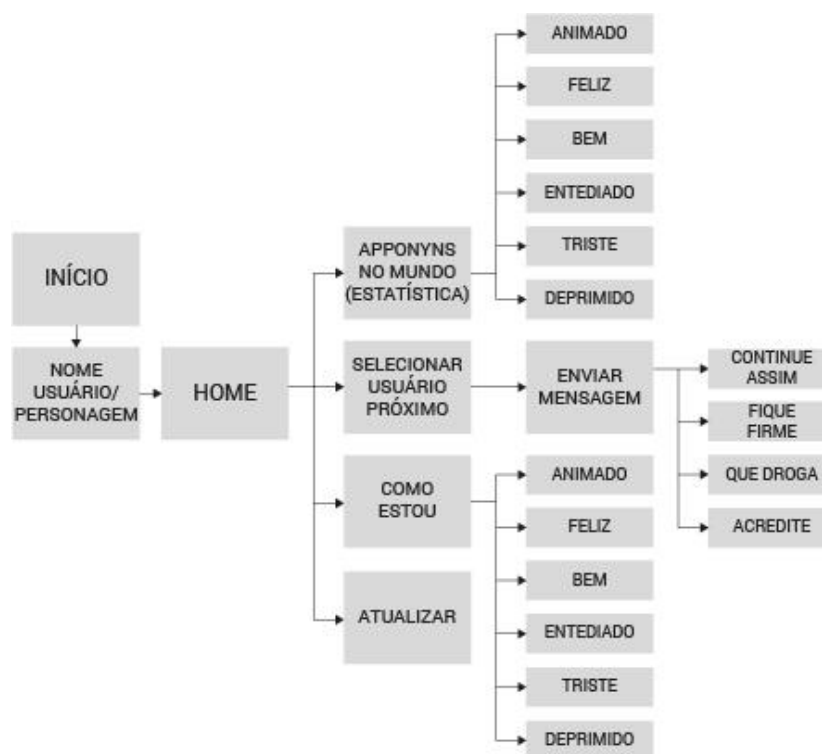 INÍCIO
NOME
USUÁRIO/
PERSONAGEM
HOME
APPONYNS
NO MUNDO
(ESTATÍSTICA)
ANIMADO
FELIZ
BEM
ENTEDIADO
TRISTE
DEPRIMIDO
SELECIONAR
USUÁRIO
PRÓXIMO
ENVIAR
MENSAGEM
CONTINUE
ASSIM
FIQUE
FIRME
QUE DROGA
ACREDITE
COMO
ESTOU
ANIMADO
FELIZ
BEM
ENTEDIADO
TRISTE
DEPRIMIDO
ATUALIZAR